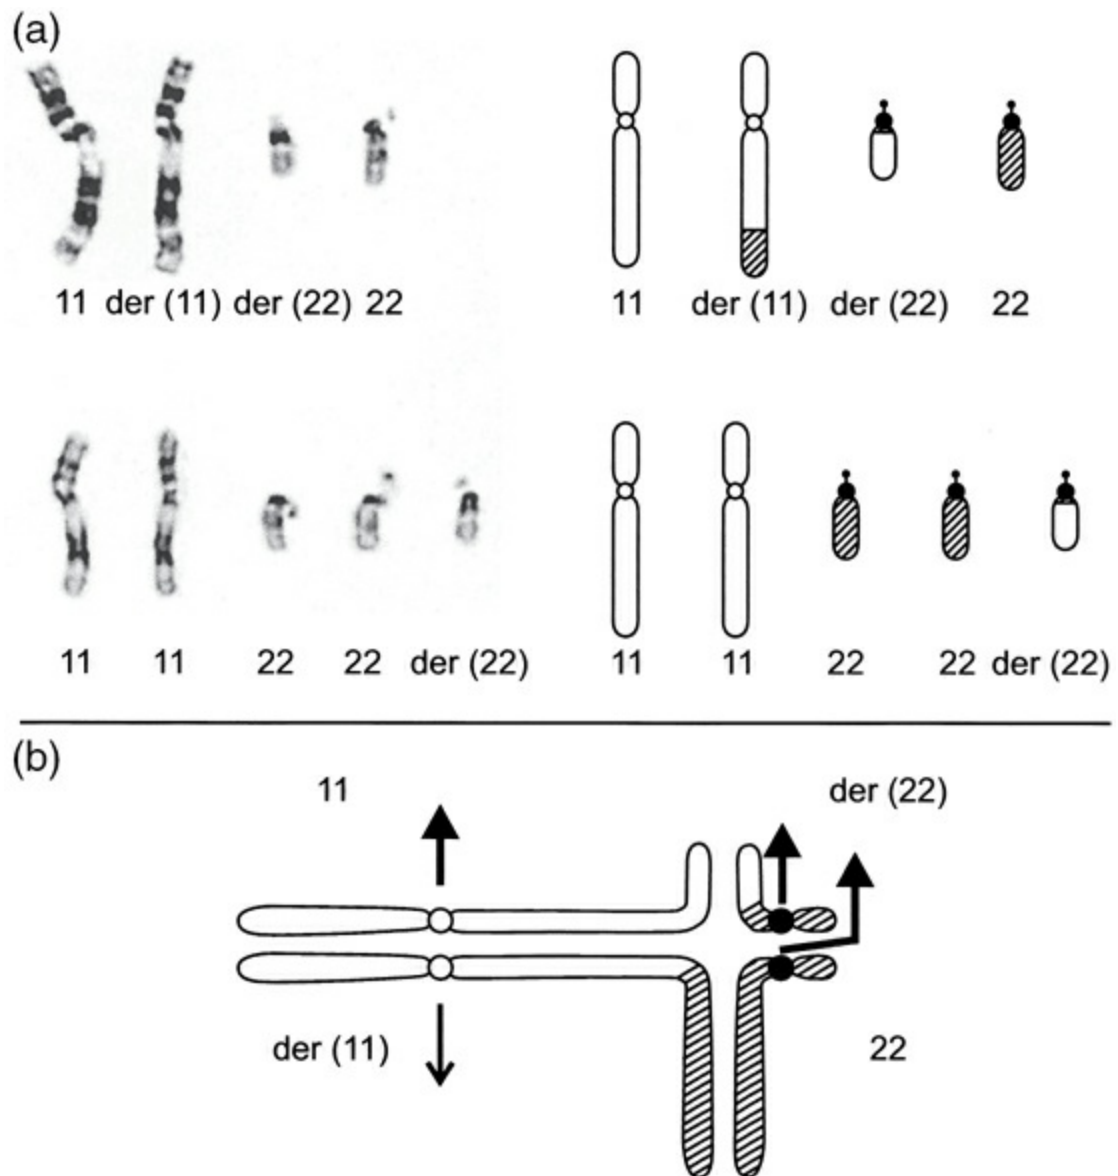 (a)
11 der (11) der (22) 22
11 der (11) der (22) 22
11 11 22 22 der (22)
11 11 22 22 der (22)
(b)
11 der (22)
der (11) 22